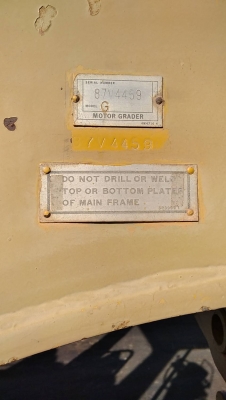 SERIAL NUMBER
87V4459
MODEL G
MOTOR GRADER
DO NOT DRILL OR WELD
TOP OR BOTTOM PLATES
OF MAIN FRAME